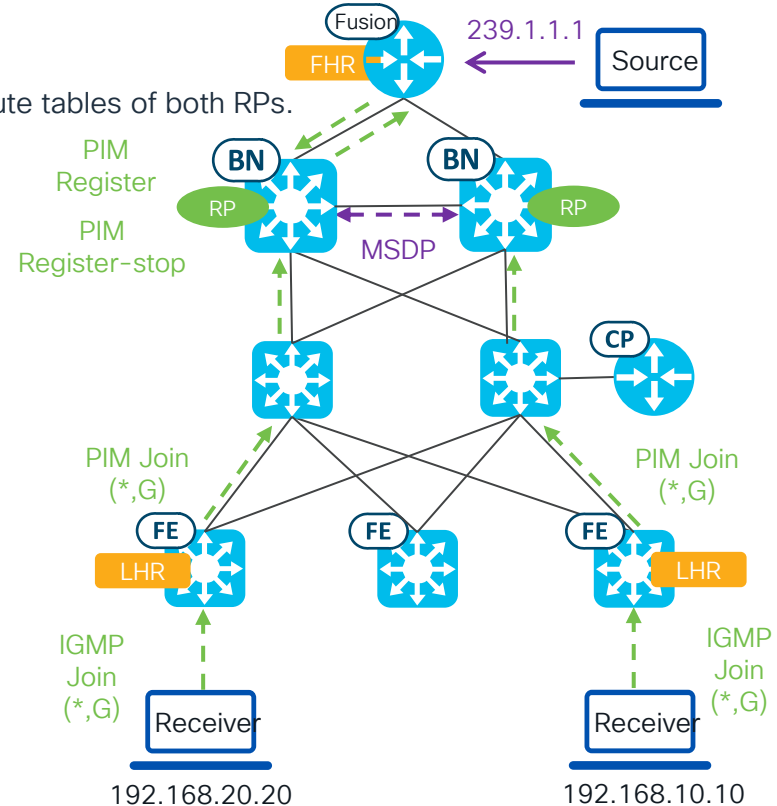 Fusion
239.1.1.1
FHR
Source
ute tables of both RPs.
PIM
Register
BN
BN
RP
RP
PIM
Register-stop
MSDP
CP
PIM Join
(*,G)
PIM Join
(*,G)
FE
FE
FE
LHR
LHR
IGMP
Join
(*,G)
IGMP
Join
(*,G)
Receiver
Receiver
192.168.20.20
192.168.10.10